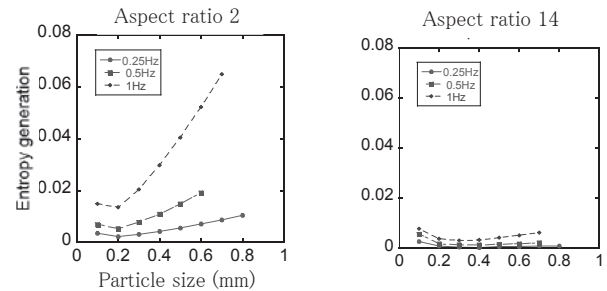 Aspect ratio 2
0.08
0.06
0.04
0.02
0
0.25Hz
0.5Hz
1Hz
Entropy generation
0 0.2 0.4 0.6 0.8 1
Particle size (mm)
Aspect ratio 14
0.08
0.06
0.04
0.02
0
0.25Hz
0.5Hz
1Hz
0 0.2 0.4 0.6 0.8 1